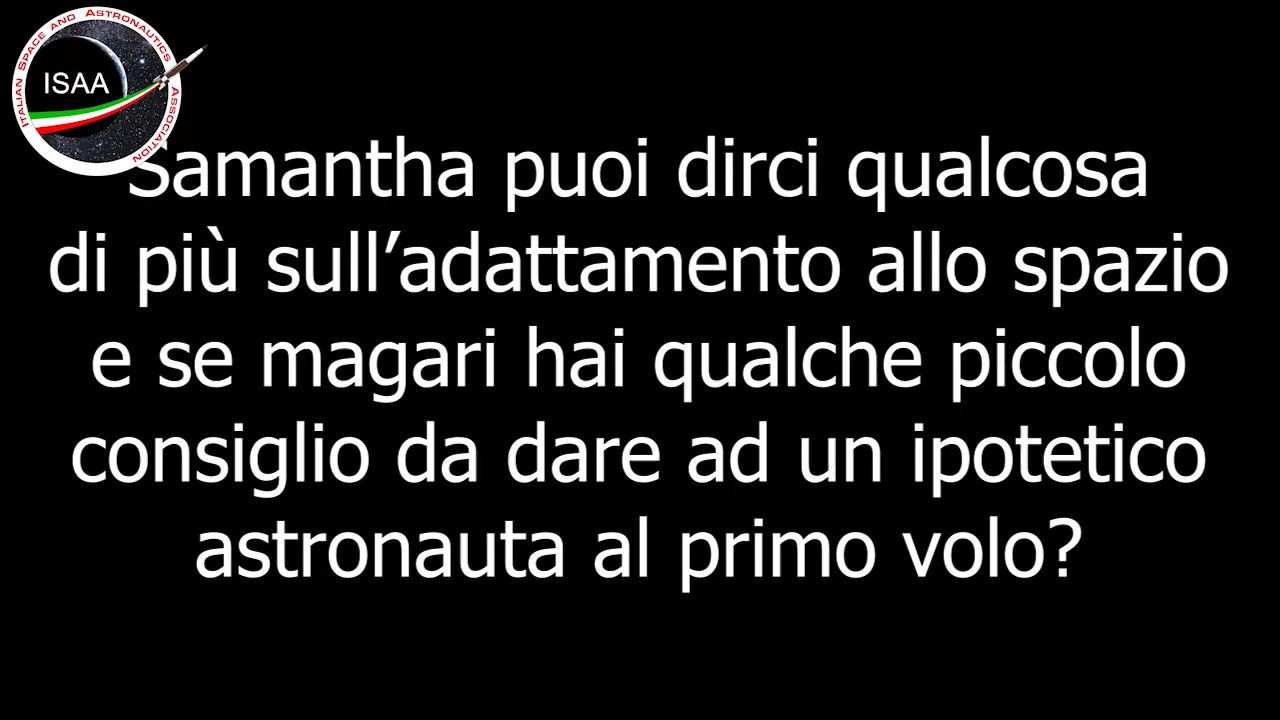 ITALIAN SPACE AND ASTRONAUTICS ASSOCIATION
ISAA
Samantha puoi dirci qualcosa
di più sull’adattamento allo spazio
e se magari hai qualche piccolo
consiglio da dare ad un ipotetico
astronauta al primo volo?